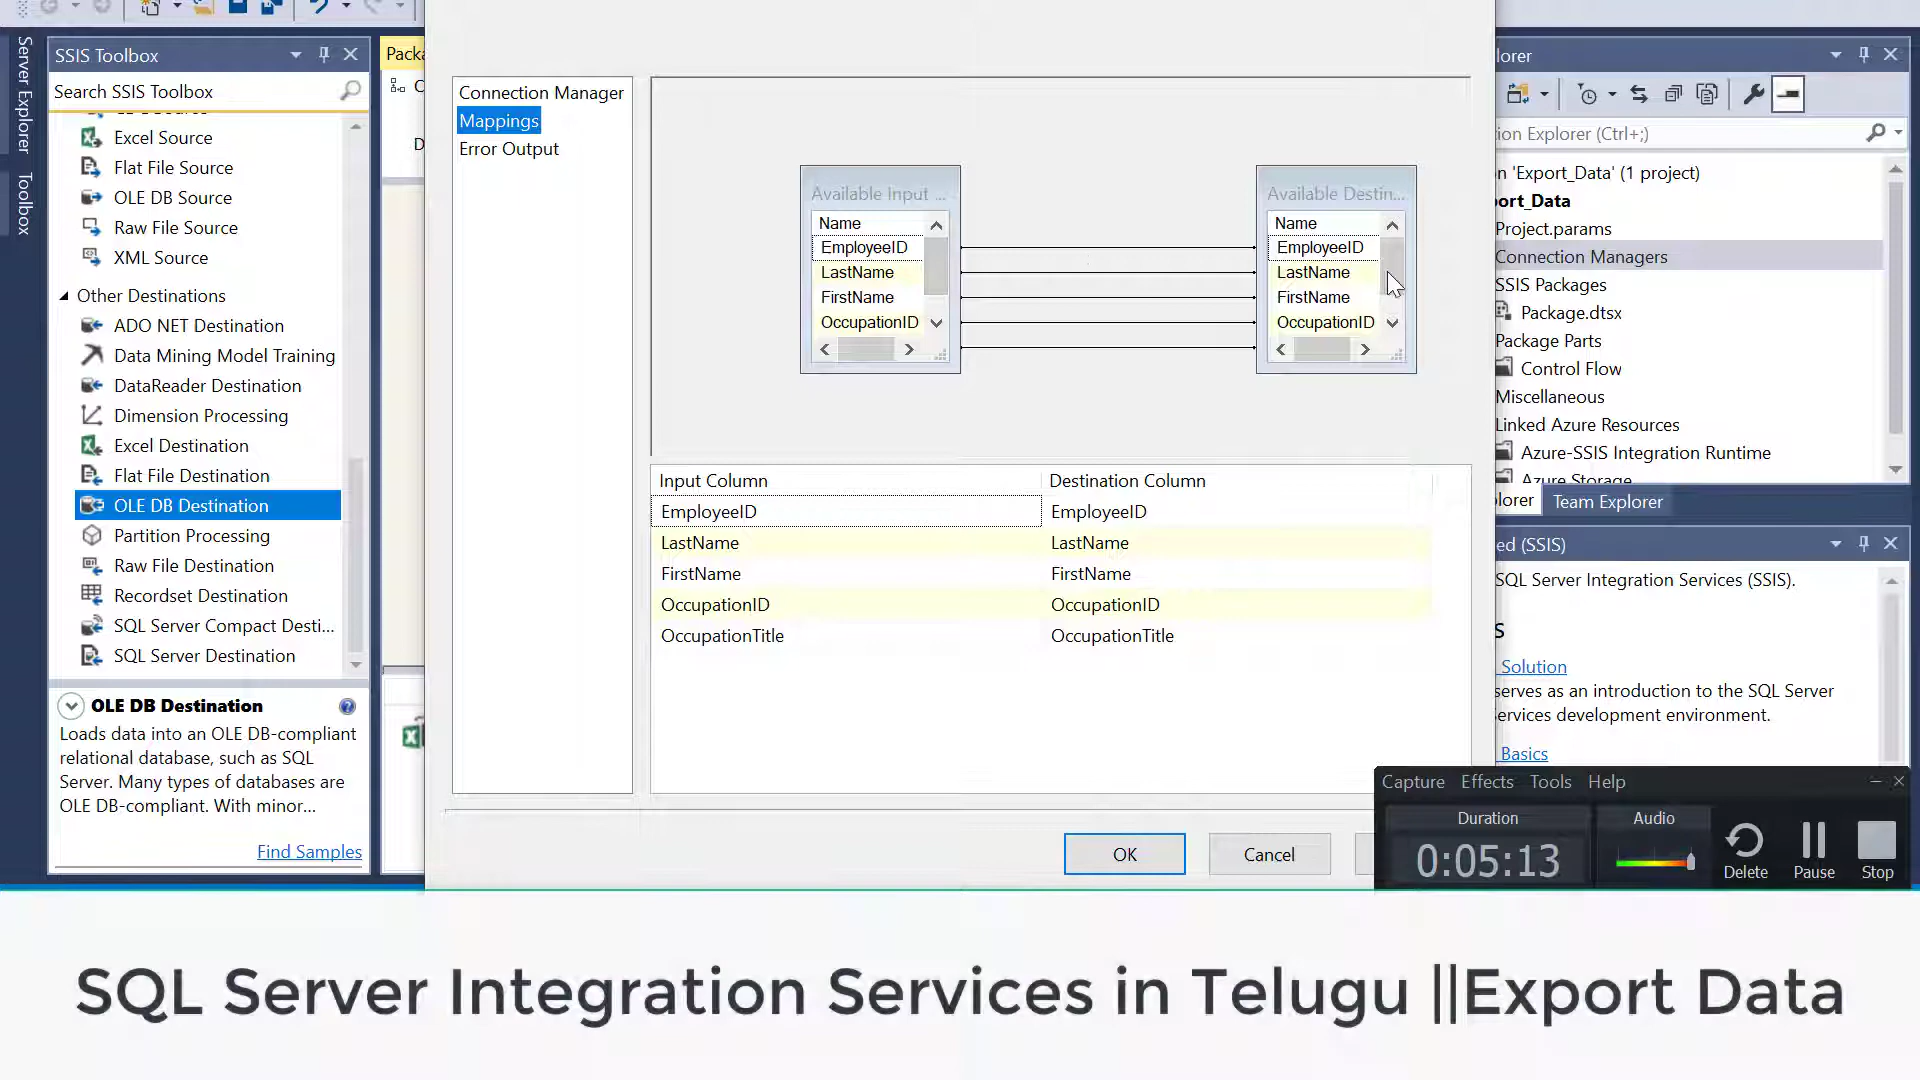 Server Explorer
Toolbox
SSIS Toolbox
Search SSIS Toolbox
Excel Source
Flat File Source
OLE DB Source
Raw File Source
XML Source
Other Destinations
ADO NET Destination
Data Mining Model Training
DataReader Destination
Dimension Processing
Excel Destination
Flat File Destination
OLE DB Destination
Partition Processing
Raw File Destination
Recordset Destination
SQL Server Compact Desti...
SQL Server Destination
OLE DB Destination
Loads data into an OLE DB-compliant
relational database, such as SQL
Server. Many types of databases are
OLE DB-compliant. With minor...
Find Samples
Packa
Connection Manager
Mappings
Error Output
Available Input ...
Name
EmployeeID
LastName
FirstName
OccupationID
Available Destin...
Name
EmployeeID
LastName
FirstName
OccupationID
Input Column Destination Column
EmployeeID EmployeeID
LastName LastName
FirstName FirstName
OccupationID OccupationID
OccupationTitle OccupationTitle
OK Cancel
lorer
ion Explorer (Ctrl+;)
n 'Export_Data' (1 project)
ort_Data
Project.params
Connection Managers
SSIS Packages
Package.dtsx
Package Parts
Control Flow
Miscellaneous
Linked Azure Resources
Azure-SSIS Integration Runtime
Azure Storage
lorer Team Explorer
ed (SSIS)
SQL Server Integration Services (SSIS).
S
Solution
serves as an introduction to the SQL Server
Services development environment.
Basics
Capture Effects Tools Help
Duration Audio
0:05:13
Delete Pause Stop
SQL Server Integration Services in Telugu ||Export Data